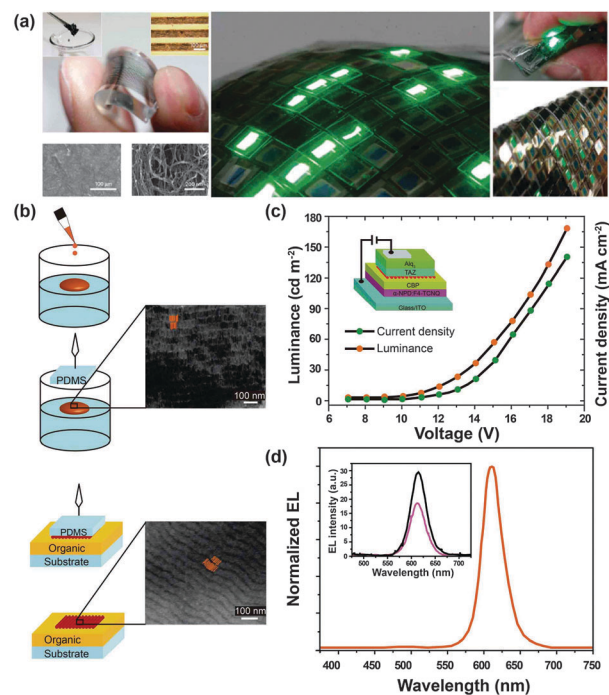 (a)
100 μm
200 nm
(b)
PDMS
100 nm
PDMS
Organic
Substrate
100 nm
Organic
Substrate
(c)
Luminance (cd m⁻²)
180
150
120
90
60
30
0
Alq₃
TAZ
CBP
α-NPD:F4-TCNQ
Glass/ITO
Current density
Luminance
8
10
12
14
16
18
20
Voltage (V)
Current density (mA cm⁻²)
(d)
Normalized EL
EL intensity (a.u.)
30
25
20
15
10
5
0
500
550
600
650
700
Wavelength (nm)
400
450
500
550
600
650
700
750
Wavelength (nm)